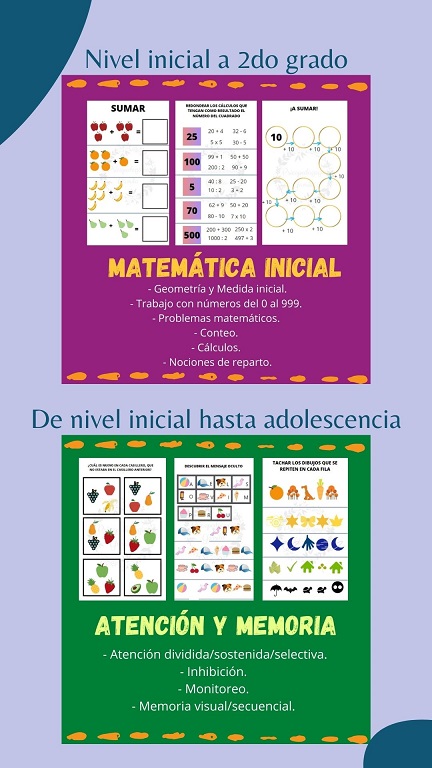 Nivel inicial a 2do grado
SUMAR
+ =
+ =
+ =
+ =
REDONDEAR LOS CÁLCULOS QUE
TENGAN COMO RESULTADO EL
NÚMERO DEL CUADRADO
25 20 + 4 32 - 6
5 x 5 30 - 5
100 99 + 1 50 + 50
200 : 2 90 + 9
5 40 : 8 25 - 20
10 : 2 3 + 2
70 62 + 9 50 + 20
80 - 10 7 x 10
500 200 + 300 250 x 2
1000 : 2 497 + 3
¡A SUMAR!
10
+ 10 + 10 + 10
+ 10 + 10
+ 10 + 10
+ 10 + 10
MATEMÁTICA INICIAL
- Geometría y Medida inicial.
- Trabajo con números del 0 al 999.
- Problemas matemáticos.
- Conteo.
- Cálculos.
- Nociones de reparto.
De nivel inicial hasta adolescencia
¿CUÁL ES NUEVO EN CADA CASILLERO, QUE
NO ESTABA EN EL CASILLERO ANTERIOR?
DESCUBRIR EL MENSAJE OCULTO
TACHAR LOS DIBUJOS QUE SE
REPITEN EN CADA FILA
ATENCIÓN Y MEMORIA
- Atención dividida/sostenida/selectiva.
- Inhibición.
- Monitoreo.
- Memoria visual/secuencial.